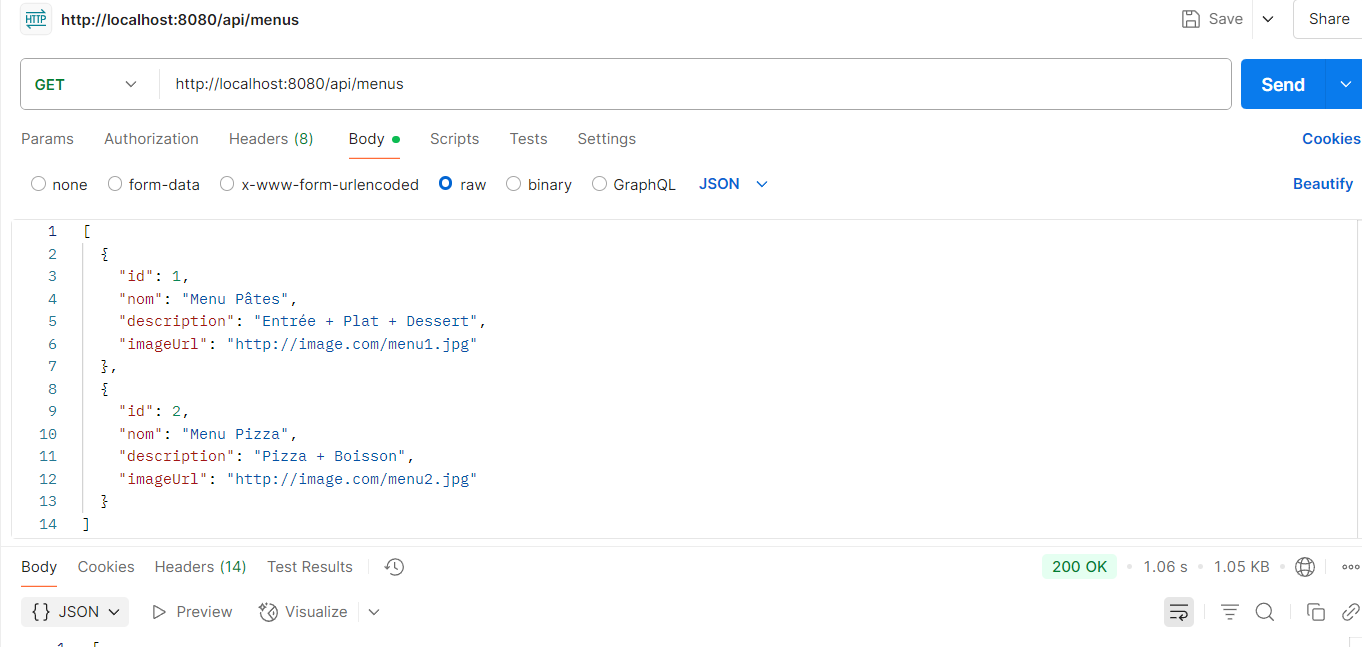 HTTP http://localhost:8080/api/menus Save Share
GET http://localhost:8080/api/menus Send
Params Authorization Headers (8) Body Scripts Tests Settings Cookies
none form-data x-www-form-urlencoded raw binary GraphQL JSON Beautify
1 [
2 {
3 "id": 1,
4 "nom": "Menu Pâtes",
5 "description": "Entrée + Plat + Dessert",
6 "imageUrl": "http://image.com/menu1.jpg"
7 },
8 {
9 "id": 2,
10 "nom": "Menu Pizza",
11 "description": "Pizza + Boisson",
12 "imageUrl": "http://image.com/menu2.jpg"
13 }
14 ]
Body Cookies Headers (14) Test Results 200 OK • 1.06 s • 1.05 KB •
{} JSON Preview Visualize